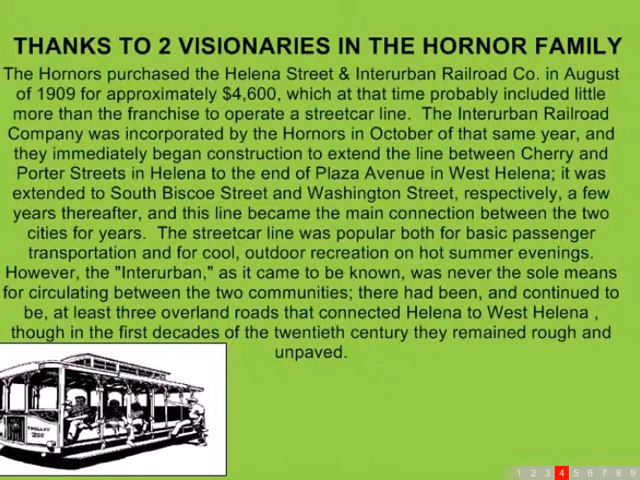 THANKS TO 2 VISIONARIES IN THE HORNOR FAMILY
The Hornors purchased the Helena Street & Interurban Railroad Co. in August
of 1909 for approximately $4,600, which at that time probably included little
more than the franchise to operate a streetcar line. The Interurban Railroad
Company was incorporated by the Hornors in October of that same year, and
they immediately began construction to extend the line between Cherry and
Porter Streets in Helena to the end of Plaza Avenue in West Helena; it was
extended to South Biscoe Street and Washington Street, respectively, a few
years thereafter, and this line became the main connection between the two
cities for years. The streetcar line was popular both for basic passenger
transportation and for cool, outdoor recreation on hot summer evenings.
However, the "Interurban," as it came to be known, was never the sole means
for circulating between the two communities; there had been, and continued to
be, at least three overland roads that connected Helena to West Helena ,
though in the first decades of the twentieth century they remained rough and
unpaved.
TROLLEY
1 2 3 4 5 6 7 8 9